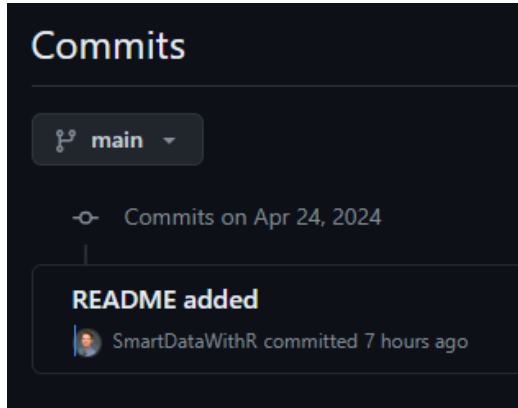 Commits
main
Commits on Apr 24, 2024
README added
SmartDataWithR committed 7 hours ago